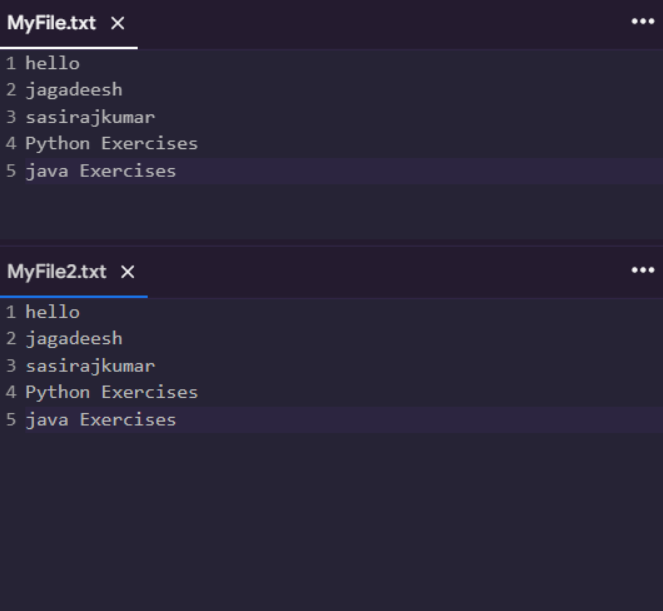 MyFile.txt ×
1 hello
2 jagadeesh
3 sasirajkumar
4 Python Exercises
5 java Exercises
MyFile2.txt ×
1 hello
2 jagadeesh
3 sasirajkumar
4 Python Exercises
5 java Exercises